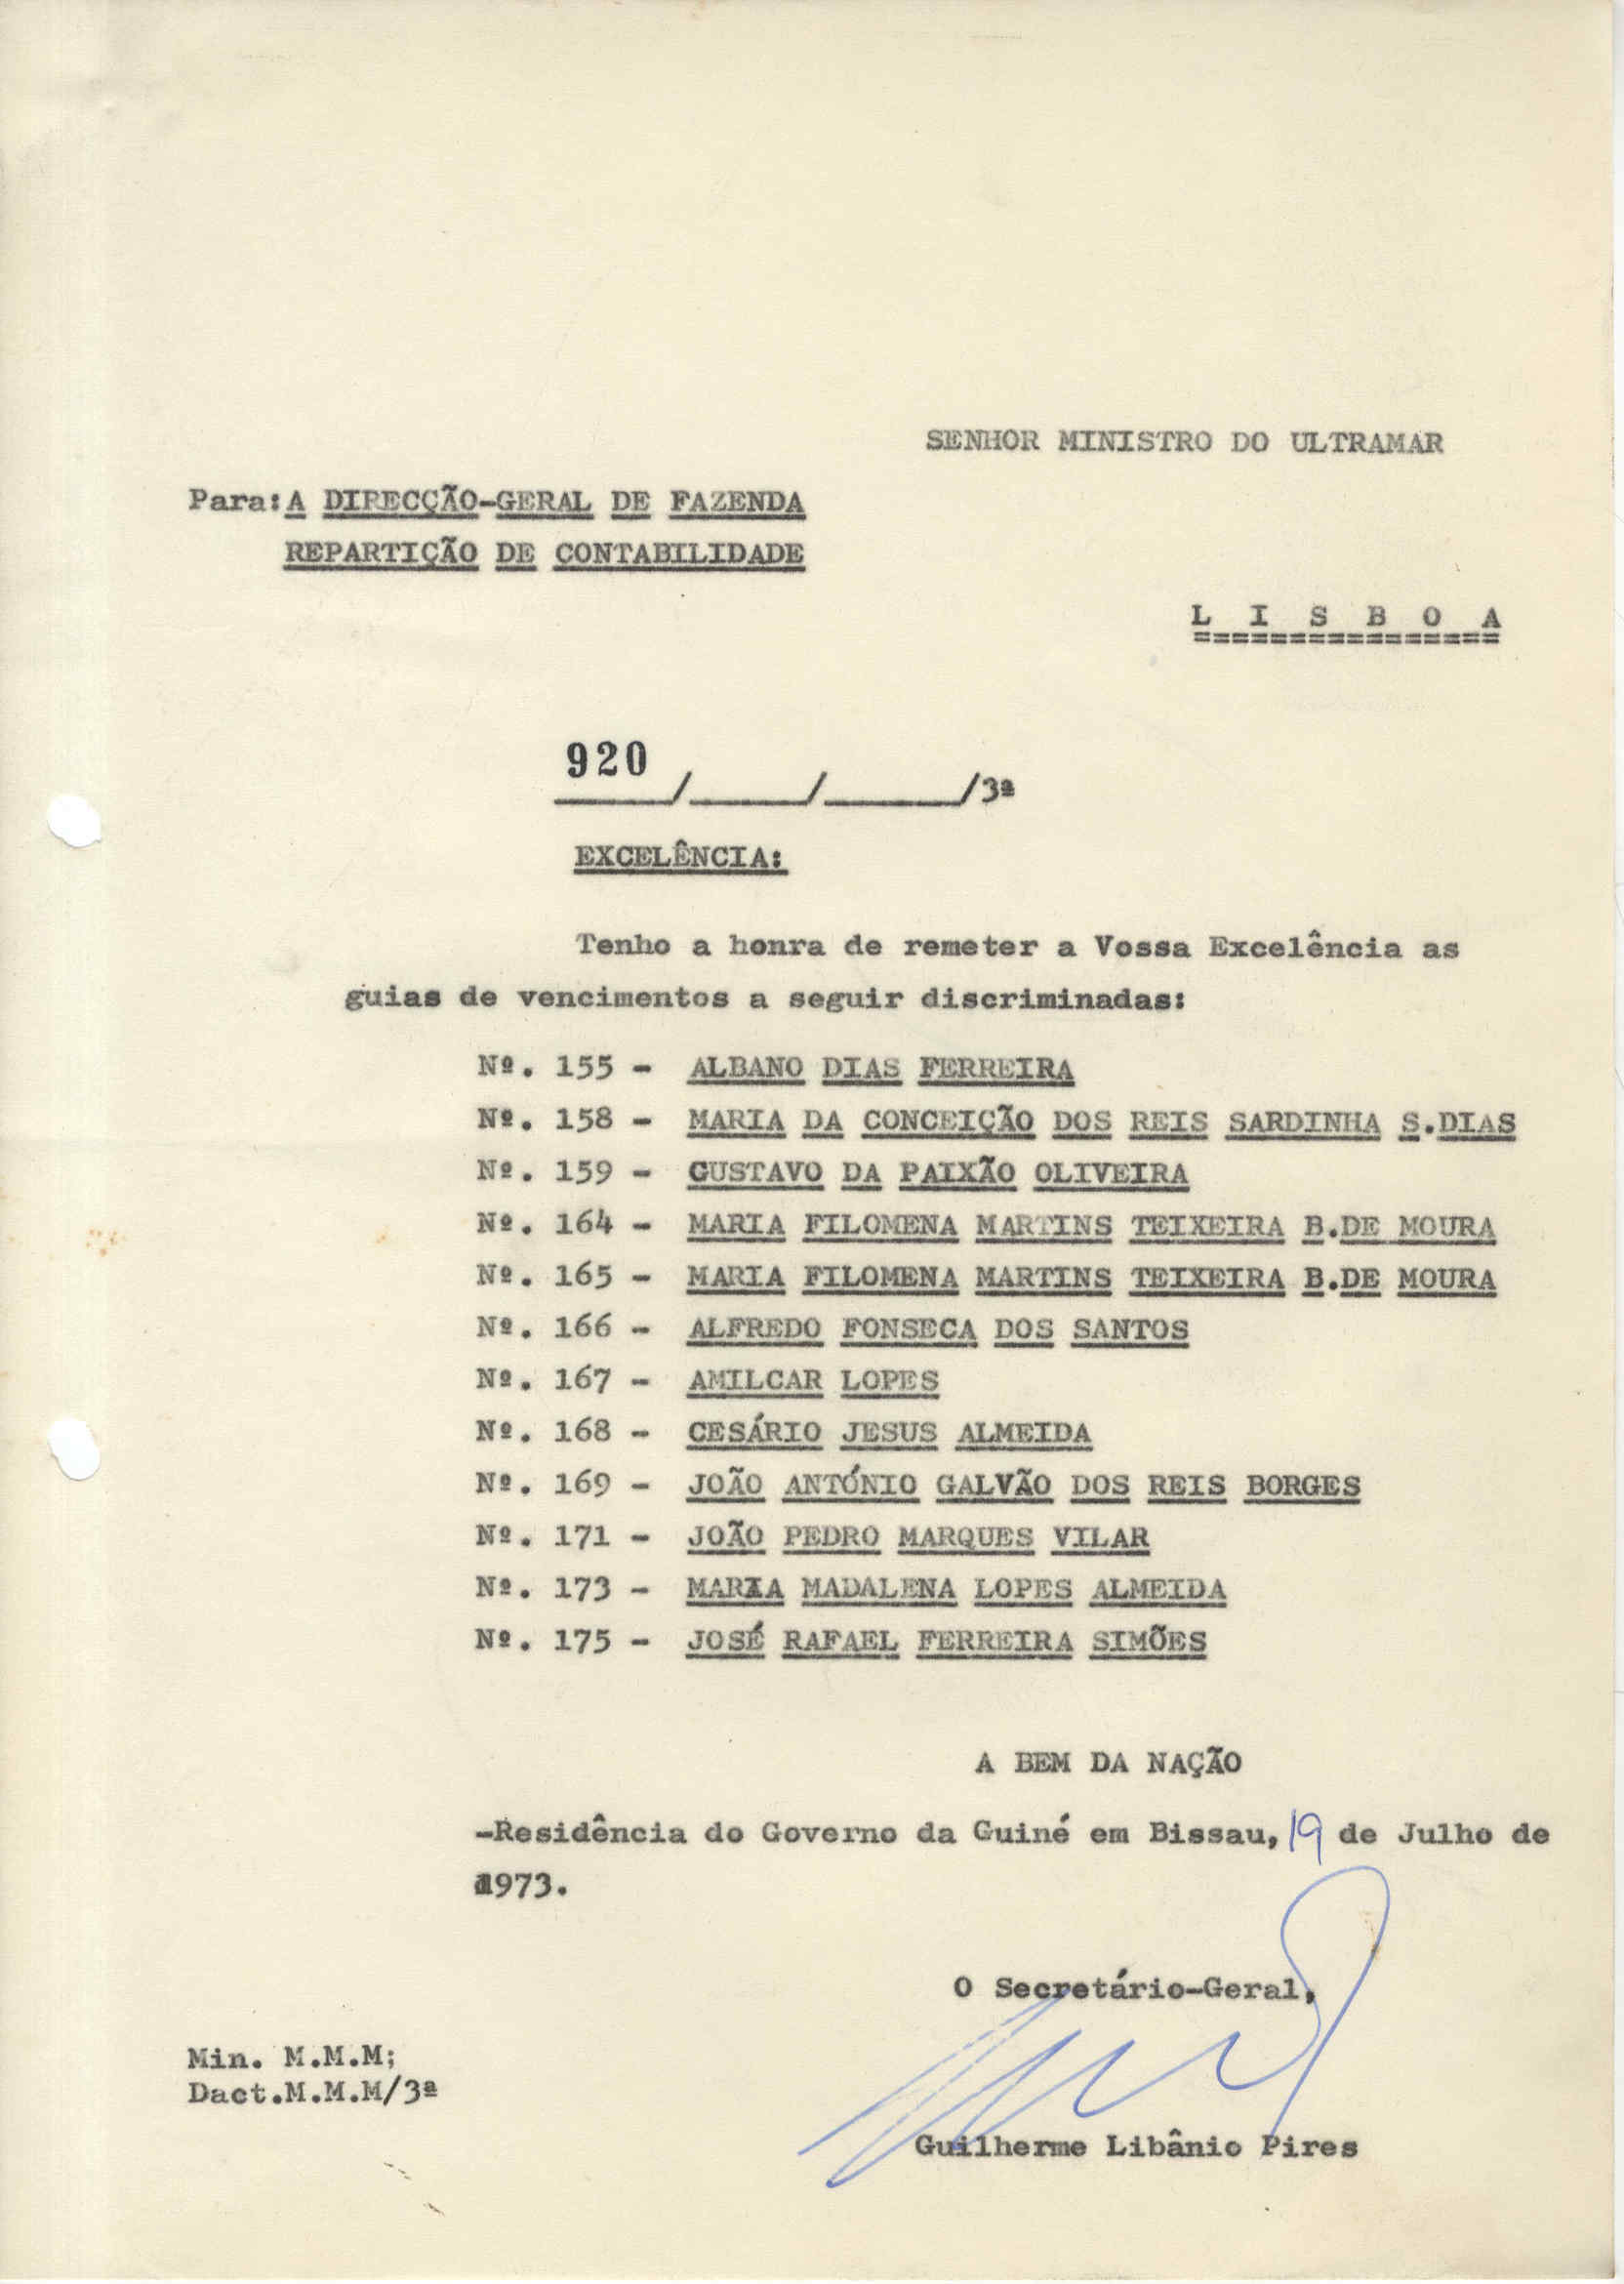 SENHOR MINISTRO DO ULTRAMAR
Para: A DIRECÇÃO-GERAL DE FAZENDA
REPARTIÇÃO DE CONTABILIDADE
L I S B O A
================
920
____/____/____/3ª
EXCELÊNCIA:
Tenho a honra de remeter a Vossa Excelência as
guias de vencimentos a seguir discriminadas:
Nº. 155 - ALBANO DIAS FERREIRA
Nº. 158 - MARIA DA CONCEIÇÃO DOS REIS SARDINHA S.DIAS
Nº. 159 - GUSTAVO DA PAIXÃO OLIVEIRA
Nº. 164 - MARIA FILOMENA MARTINS TEIXEIRA B.DE MOURA
Nº. 165 - MARIA FILOMENA MARTINS TEIXEIRA B.DE MOURA
Nº. 166 - ALFREDO FONSECA DOS SANTOS
Nº. 167 - AMILCAR LOPES
Nº. 168 - CESÁRIO JESUS ALMEIDA
Nº. 169 - JOÃO ANTÓNIO GALVÃO DOS REIS BORGES
Nº. 171 - JOÃO PEDRO MARQUES VILAR
Nº. 173 - MARIA MADALENA LOPES ALMEIDA
Nº. 175 - JOSÉ RAFAEL FERREIRA SIMÕES
A BEM DA NAÇÃO
-Residência do Governo da Guiné em Bissau, 19 de Julho de
1973.
O Secretário-Geral,
Min. M.M.M;
Dact.M.M.M/3ª
Guilherme Libânio Pires